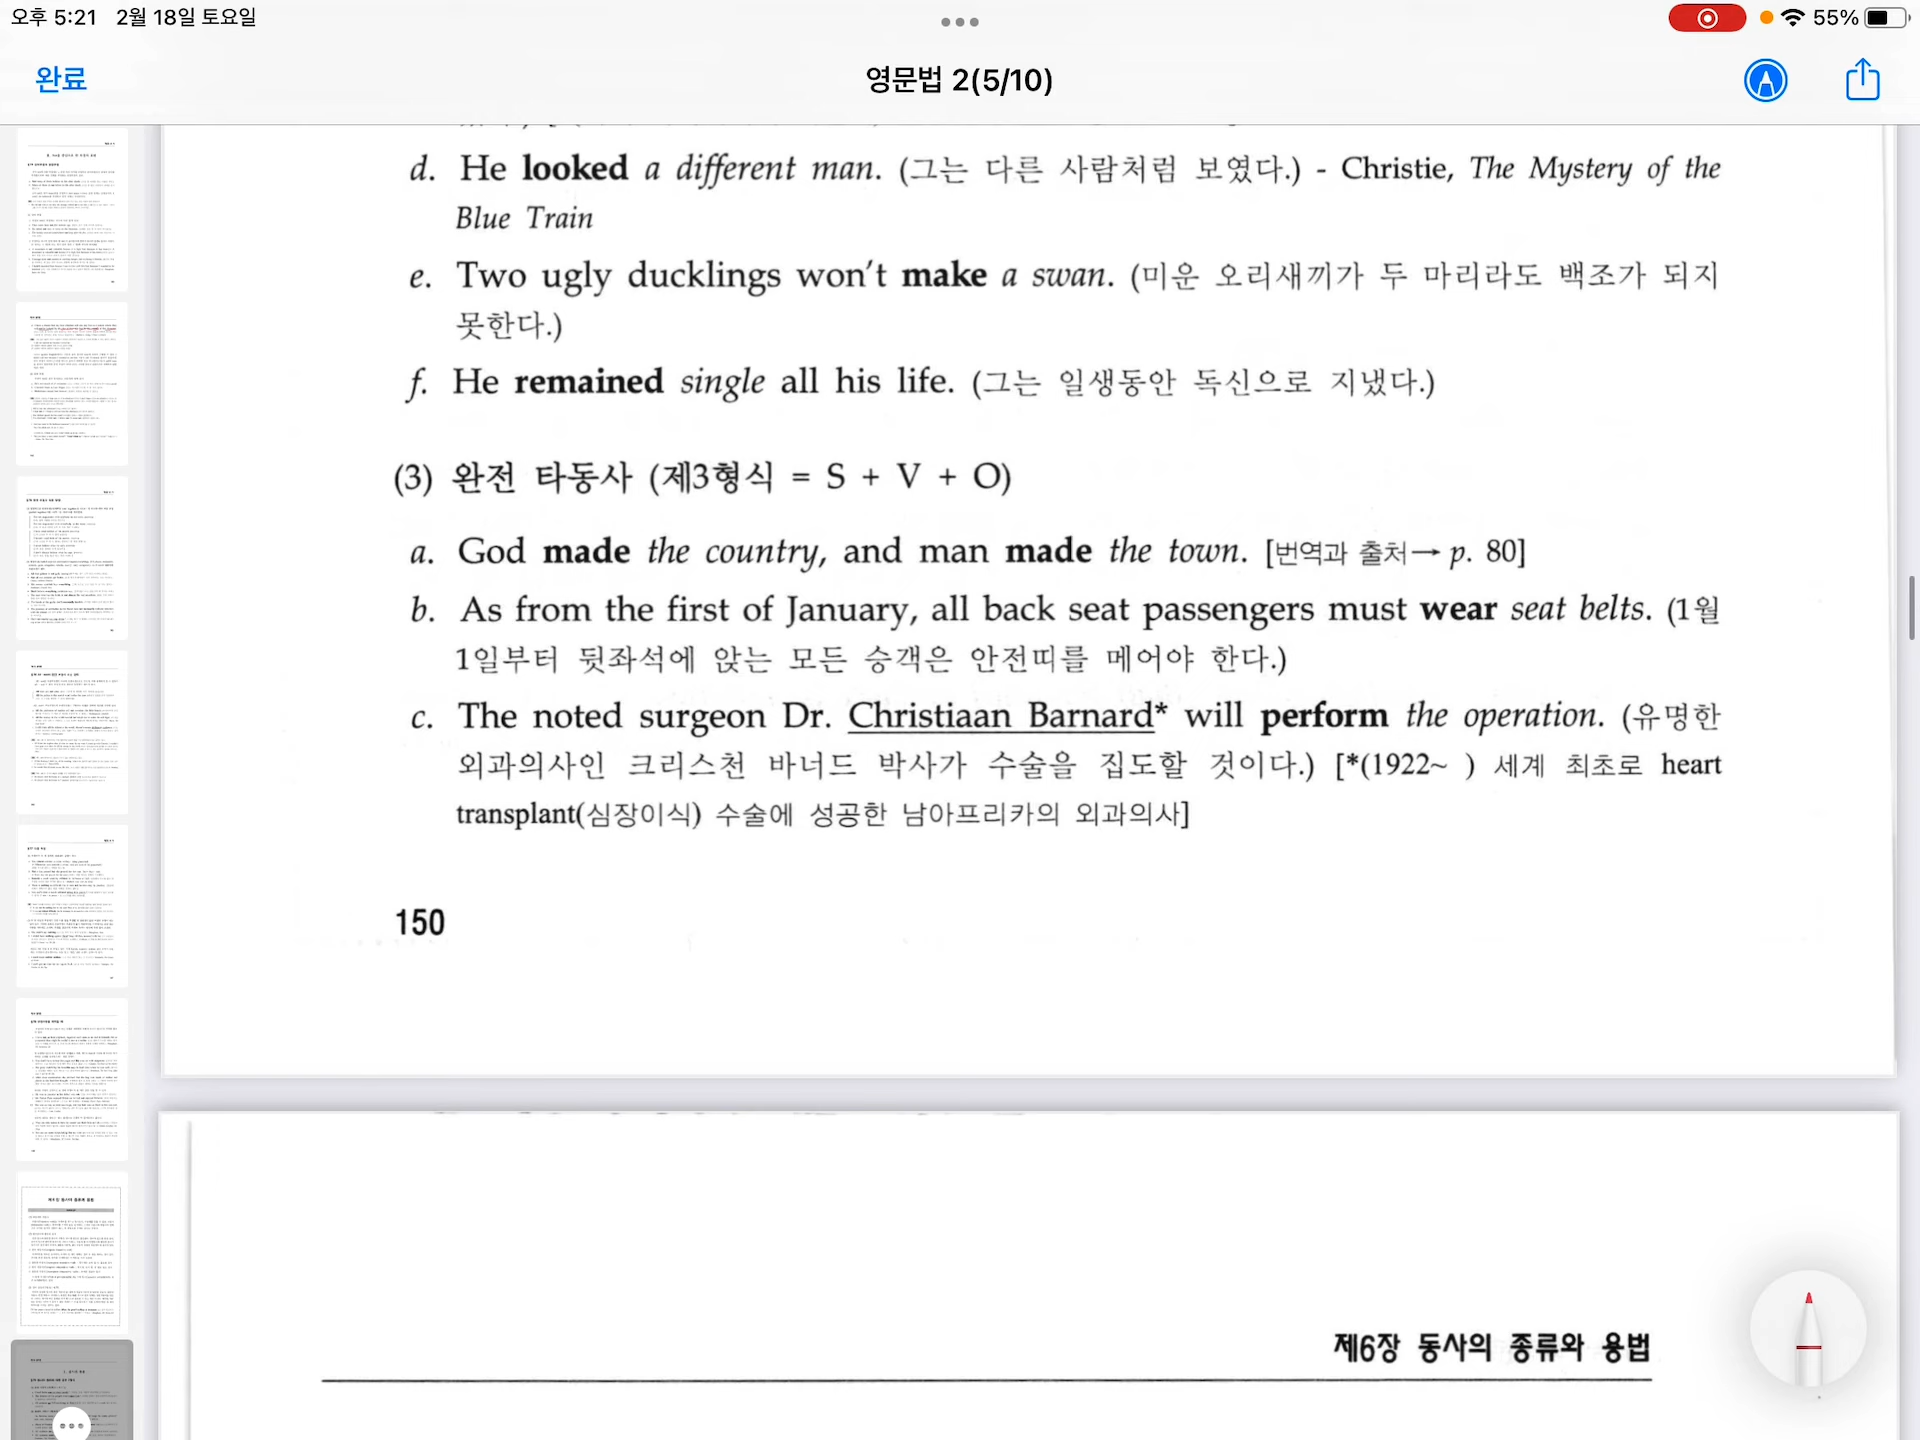 오후 5:21 2월 18일 토요일
55%
완료
영문법 2(5/10)
d. He looked a different man. (그는 다른 사람처럼 보였다.) - Christie, The Mystery of the
Blue Train
e. Two ugly ducklings won't make a swan. (미운 오리새끼가 두 마리라도 백조가 되지
못한다.)
f. He remained single all his life. (그는 일생동안 독신으로 지냈다.)
(3) 완전 타동사 (제3형식 = S + V + O)
a. God made the country, and man made the town. [번역과 출처→ p. 80]
b. As from the first of January, all back seat passengers must wear seat belts. (1월
1일부터 뒷좌석에 앉는 모든 승객은 안전띠를 메어야 한다.)
c. The noted surgeon Dr. Christiaan Barnard* will perform the operation. (유명한
외과의사인 크리스천 바너드 박사가 수술을 집도할 것이다.) [*(1922~ ) 세계 최초로 heart
transplant(심장이식) 수술에 성공한 남아프리카의 외과의사]
150
제6장 동사의 종류와 용법